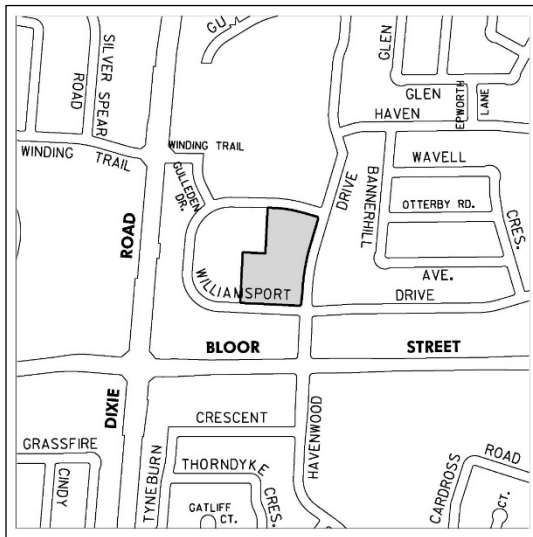 GU
SILVER SPEAR
ROAD
GLEN
GLEN
HAVEN
EPWORTH
LANE
WINDING TRAIL
WINDING TRAIL
GULLEDEN
DR.
DRIVE
BANNERHILL
WAVELL
OTTERBY RD.
CRES.
AVE.
ROAD
WILLIAMSPORT
DRIVE
BLOOR
STREET
DIXIE
CRESCENT
HAVENWOOD
GRASSFIRE
CINDY
TYNEBURN
THORNDYKE
CRES.
GATLIFF
CT.
CARDROSS
ROAD
CT.